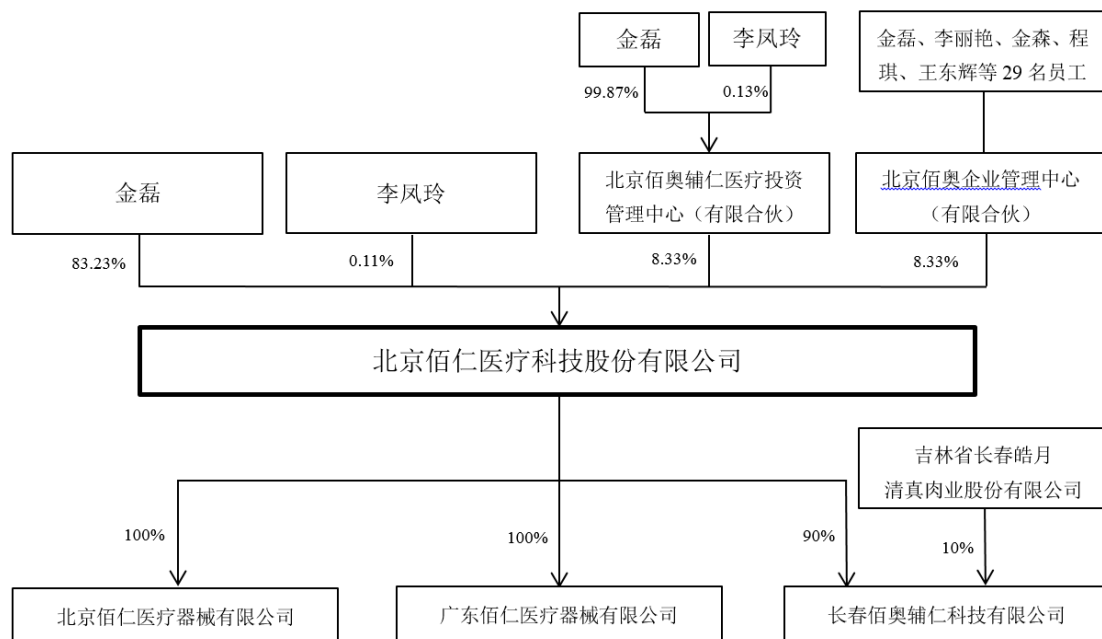 金磊
李凤玲
金磊、李丽艳、金森、程
琪、王东辉等 29 名员工
99.87%
0.13%
金磊
李凤玲
北京佰奥辅仁医疗投资
管理中心（有限合伙）
北京佰奥企业管理中心
（有限合伙）
83.23%
0.11%
8.33%
8.33%
北京佰仁医疗科技股份有限公司
吉林省长春皓月
清真肉业股份有限公司
100%
100%
90%
10%
北京佰仁医疗器械有限公司
广东佰仁医疗器械有限公司
长春佰奥辅仁科技有限公司